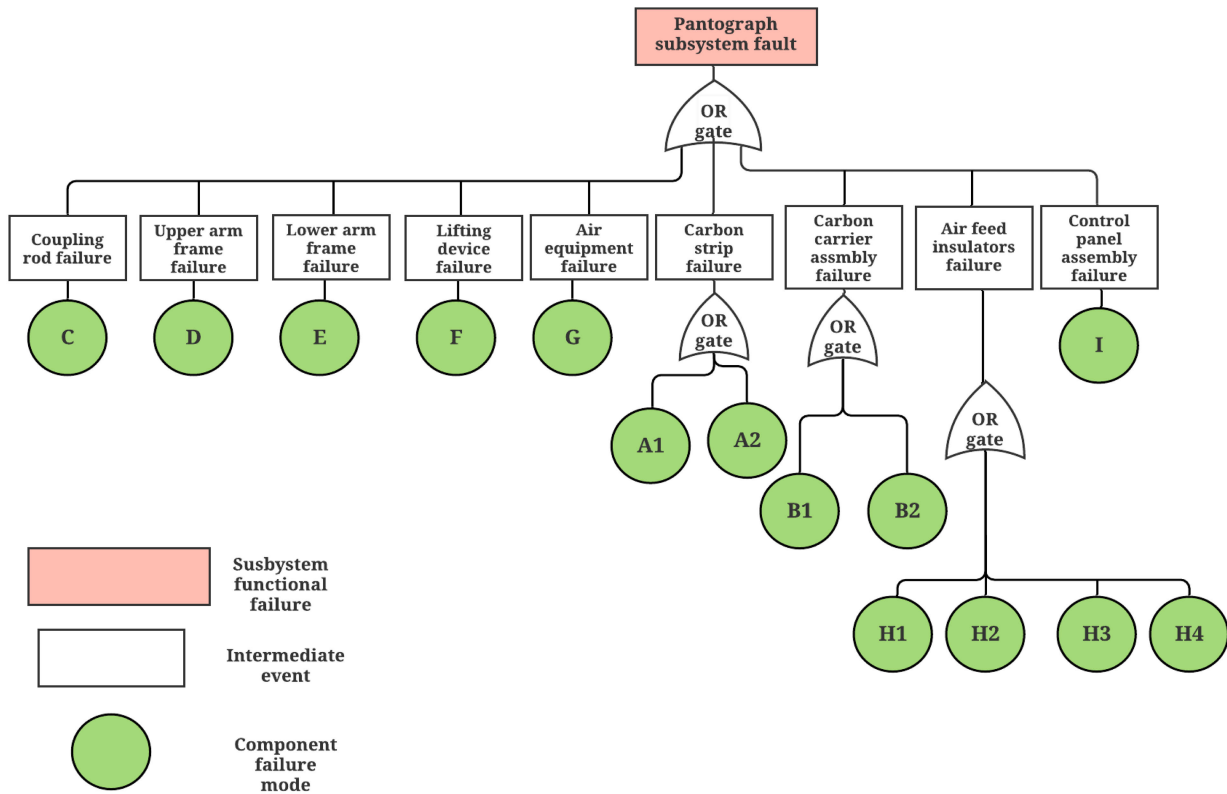 Pantograph
subsystem fault
OR
gate
Coupling
rod failure
Upper arm
frame
failure
Lower arm
frame
failure
Lifting
device
failure
Air
equipment
failure
Carbon
strip
failure
Carbon
carrier
assmbly
failure
Air feed
insulators
failure
Control
panel
assembly
failure
C
D
E
F
G
OR
gate
OR
gate
I
A1
A2
OR
gate
B1
B2
H1
H2
H3
H4
Susbystem
functional
failure
Intermediate
event
Component
failure
mode